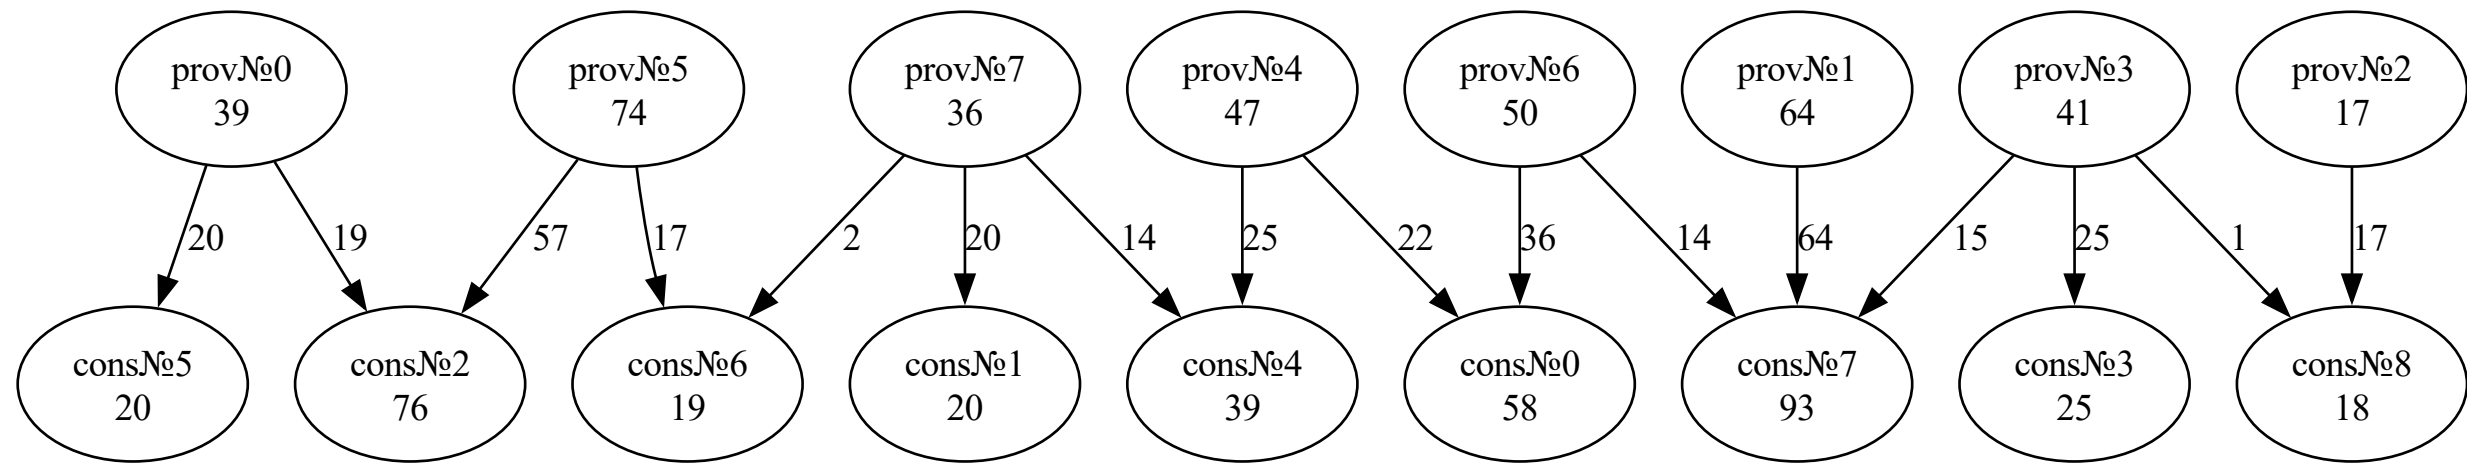 prov№0
39
prov№5
74
prov№7
36
prov№4
47
prov№6
50
prov№1
64
prov№3
41
prov№2
17
20
19
57
17
2
20
14
25
22
36
14
64
15
25
1
17
cons№5
20
cons№2
76
cons№6
19
cons№1
20
cons№4
39
cons№0
58
cons№7
93
cons№3
25
cons№8
18